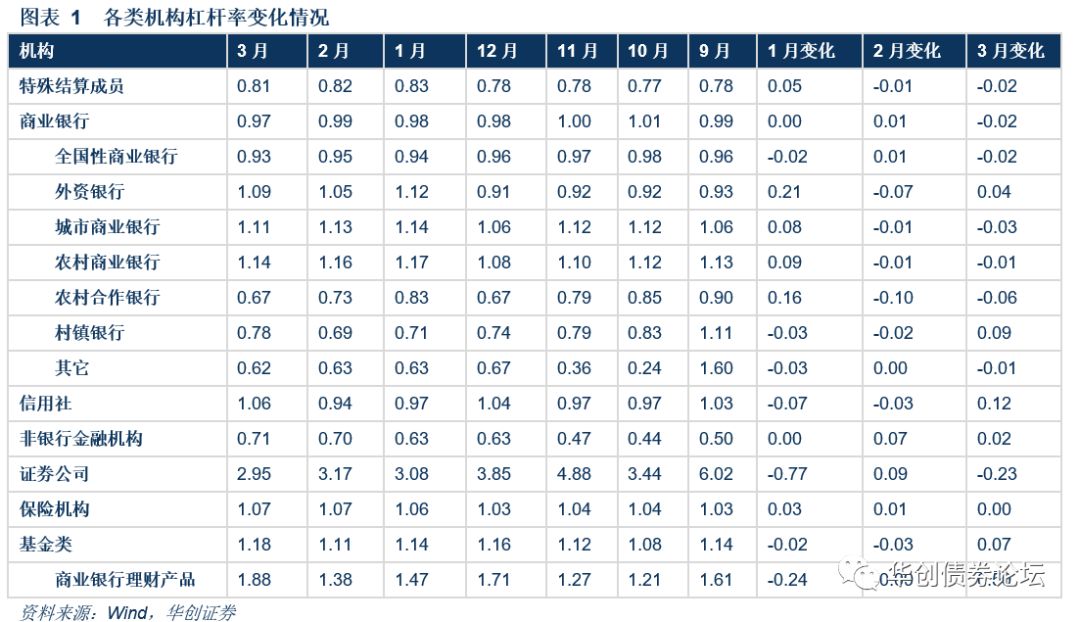 图表 1 各类机构杠杆率变化情况
机构 3 月 2 月 1 月 12 月 11 月 10 月 9 月 1 月变化 2 月变化 3 月变化
特殊结算成员 0.81 0.82 0.83 0.78 0.78 0.77 0.78 0.05 -0.01 -0.02
商业银行 0.97 0.99 0.98 0.98 1.00 1.01 0.99 0.00 0.01 -0.02
全国性商业银行 0.93 0.95 0.94 0.96 0.97 0.98 0.96 -0.02 0.01 -0.02
外资银行 1.09 1.05 1.12 0.91 0.92 0.92 0.93 0.21 -0.07 0.04
城市商业银行 1.11 1.13 1.14 1.06 1.12 1.12 1.06 0.08 -0.01 -0.03
农村商业银行 1.14 1.16 1.17 1.08 1.10 1.12 1.13 0.09 -0.01 -0.01
农村合作银行 0.67 0.73 0.83 0.67 0.79 0.85 0.90 0.16 -0.10 -0.06
村镇银行 0.78 0.69 0.71 0.74 0.79 0.83 1.11 -0.03 -0.02 0.09
其它 0.62 0.63 0.63 0.67 0.36 0.24 1.60 -0.03 0.00 -0.01
信用社 1.06 0.94 0.97 1.04 0.97 0.97 1.03 -0.07 -0.03 0.12
非银行金融机构 0.71 0.70 0.63 0.63 0.47 0.44 0.50 0.00 0.07 0.02
证券公司 2.95 3.17 3.08 3.85 4.88 3.44 6.02 -0.77 0.09 -0.23
保险机构 1.07 1.07 1.06 1.03 1.04 1.04 1.03 0.03 0.01 0.00
基金类 1.18 1.11 1.14 1.16 1.12 1.08 1.14 -0.02 -0.03 0.07
商业银行理财产品 1.88 1.38 1.47 1.71 1.27 1.21 1.61 -0.24
华创债券论坛
资料来源：Wind，华创证券